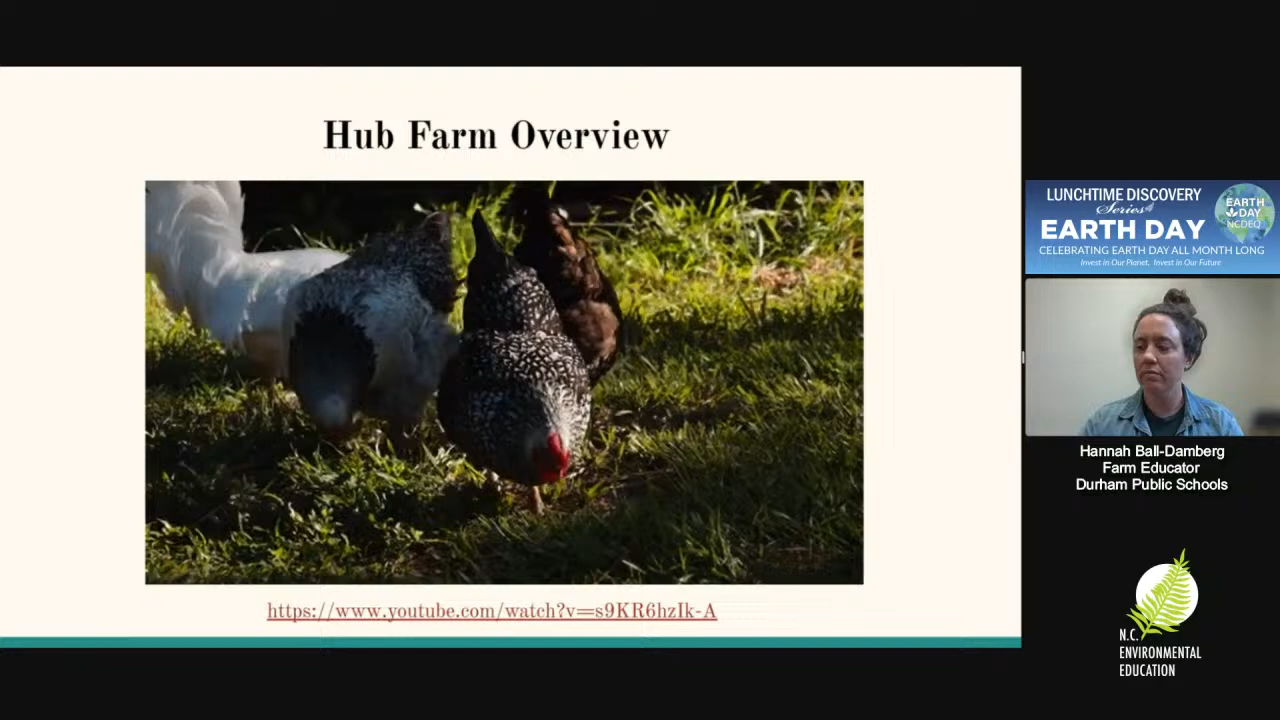 Hub Farm Overview
https://www.youtube.com/watch?v=s9KR6hzIk-A
LUNCHTIME DISCOVERY
Series
EARTH DAY
CELEBRATING EARTH DAY ALL MONTH LONG
Invest in Our Planet. Invest in Our Future
EARTH
DAY
NCDEQ
Hannah Ball-Damberg
Farm Educator
Durham Public Schools
N.C.
ENVIRONMENTAL
EDUCATION